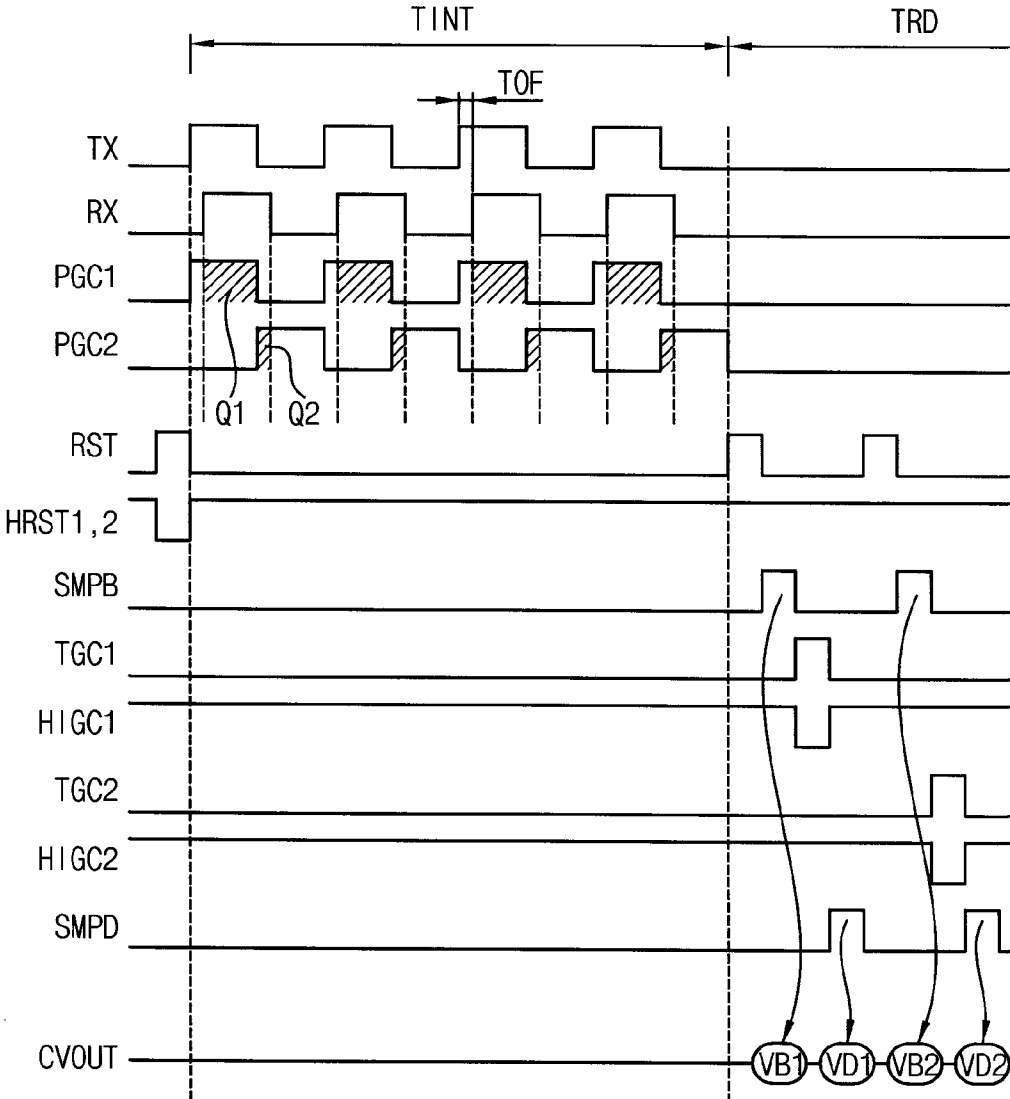 TINT TRD
TOF
TX
RX
PGC1
PGC2
Q1 Q2
RST
HRST1,2
SMPB
TGC1
HIGC1
TGC2
HIGC2
SMPD
CVOUT VB1 VD1 VB2 VD2